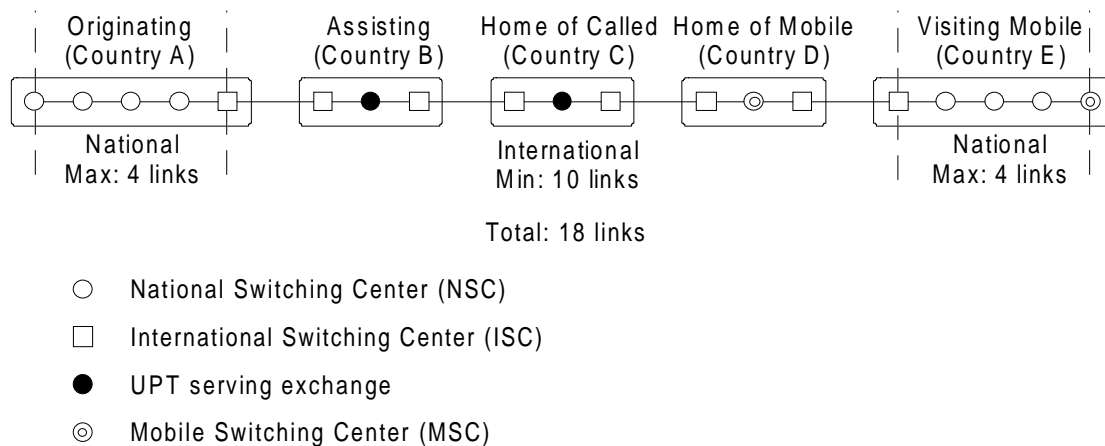 Originating
(Country A)
Assisting
(Country B)
Home of Called
(Country C)
Home of Mobile
(Country D)
Visiting Mobile
(Country E)
National
Max: 4 links
International
Min: 10 links
National
Max: 4 links
Total: 18 links
National Switching Center (NSC)
International Switching Center (ISC)
UPT serving exchange
Mobile Switching Center (MSC)